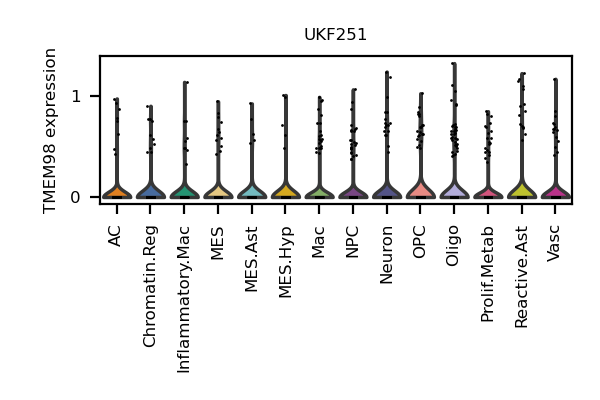 UKF251
TMEM98 expression
1
0
AC
Chromatin.Reg
Inflammatory.Mac
MES
MES.Ast
MES.Hyp
Mac
NPC
Neuron
OPC
Oligo
Prolif.Metab
Reactive.Ast
Vasc